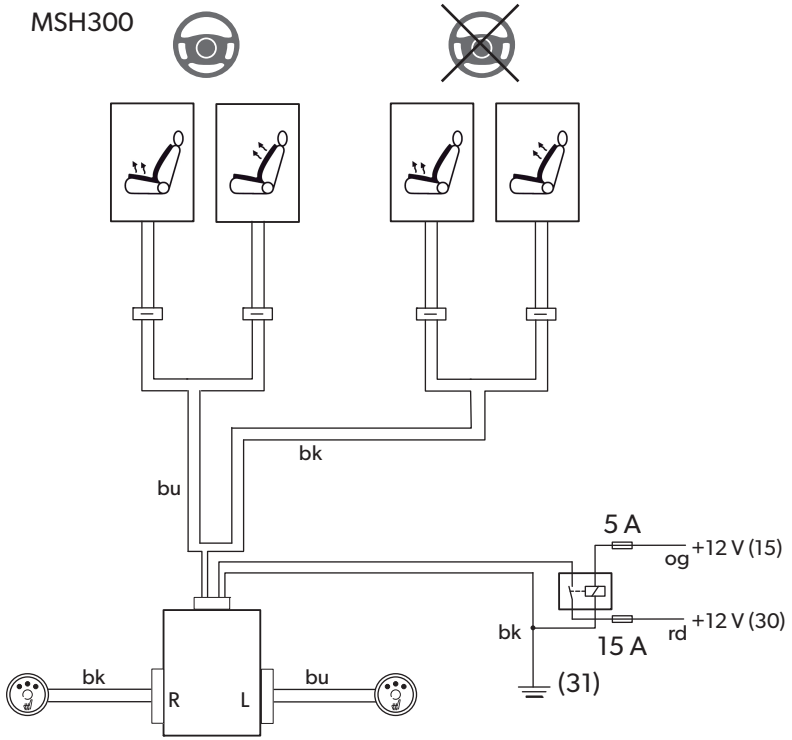 MSH300
bk
bu
5 A
og +12 V (15)
bk
15 A
rd +12 V (30)
(31)
bk
R
L
bu